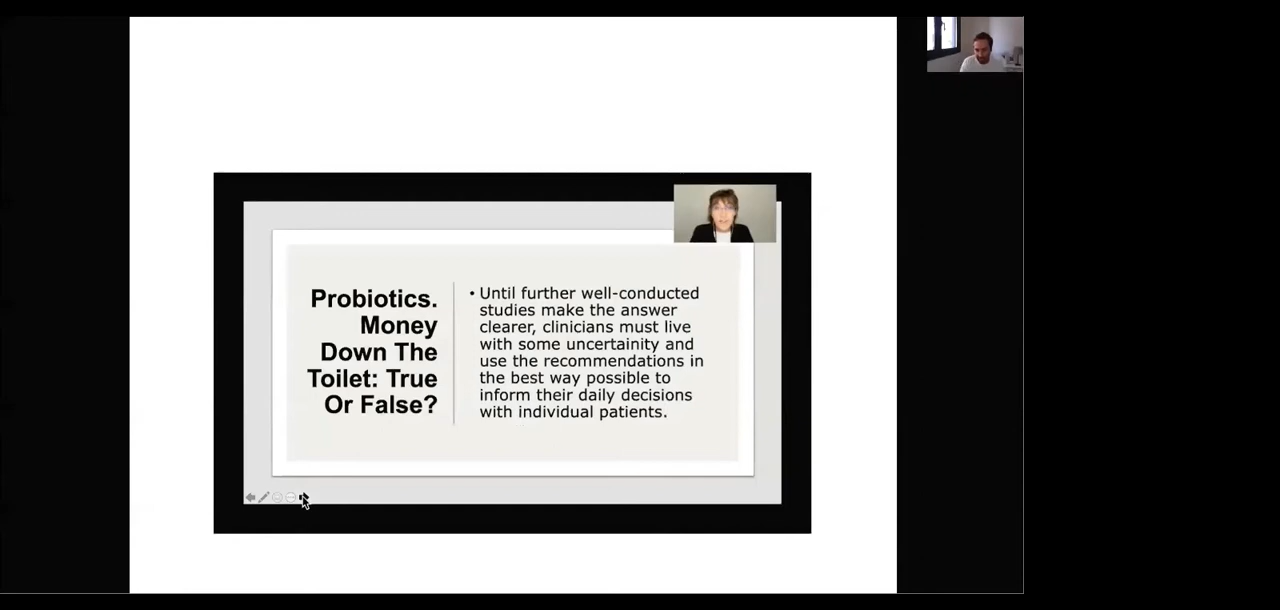 Probiotics.
Money
Down The
Toilet: True
Or False?
• Until further well-conducted
studies make the answer
clearer, clinicians must live
with some uncertainity and
use the recommendations in
the best way possible to
inform their daily decisions
with individual patients.